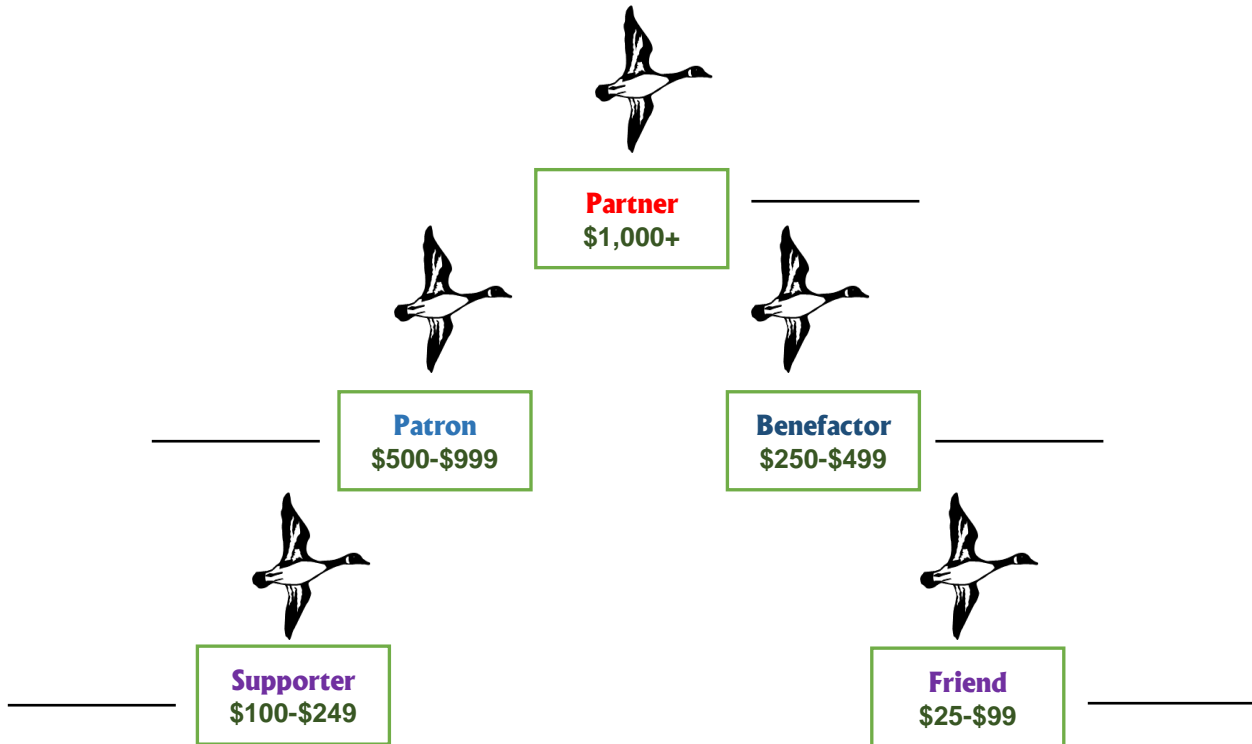 Partner
$1,000+
Patron
$500-$999
Benefactor
$250-$499
Supporter
$100-$249
Friend
$25-$99